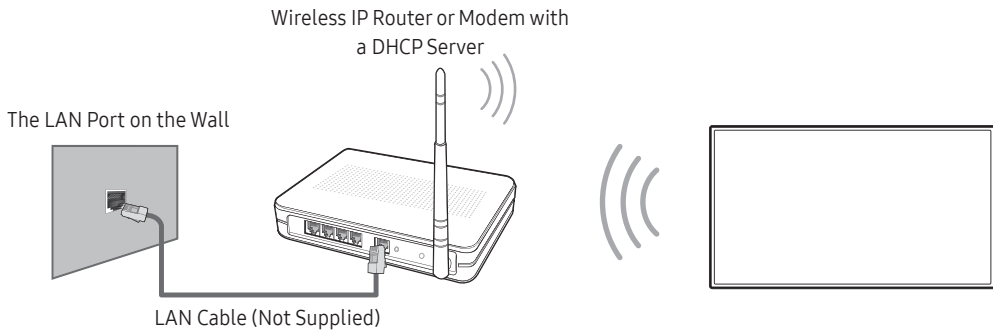 Wireless IP Router or Modem with
a DHCP Server
The LAN Port on the Wall
LAN Cable (Not Supplied)